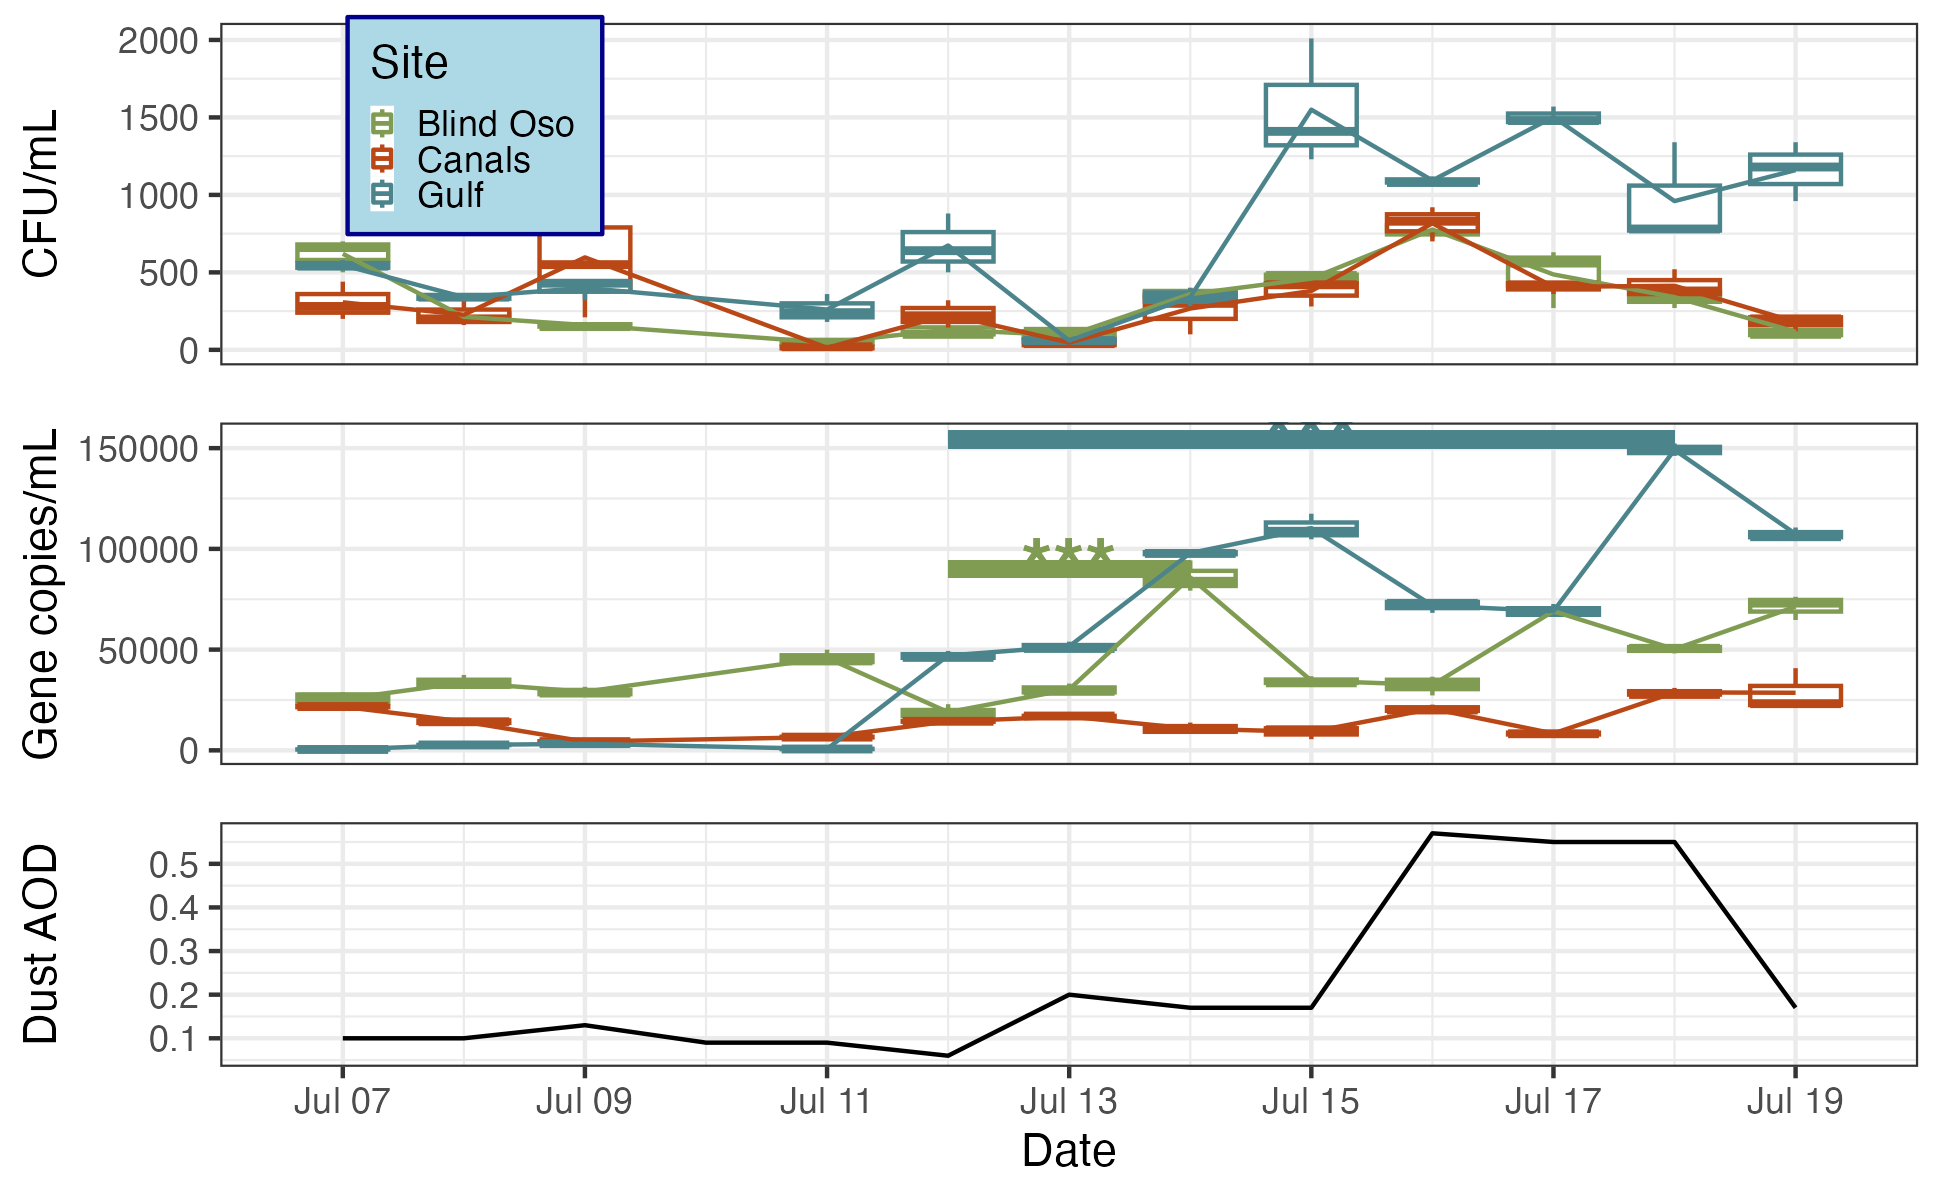 CFU/mL
2000
1500
1000
500
0
Site
Blind Oso
Canals
Gulf
Gene copies/mL
150000
100000
50000
0
***
***
Dust AOD
0.5
0.4
0.3
0.2
0.1
Jul 07 Jul 09 Jul 11 Jul 13 Jul 15 Jul 17 Jul 19
Date